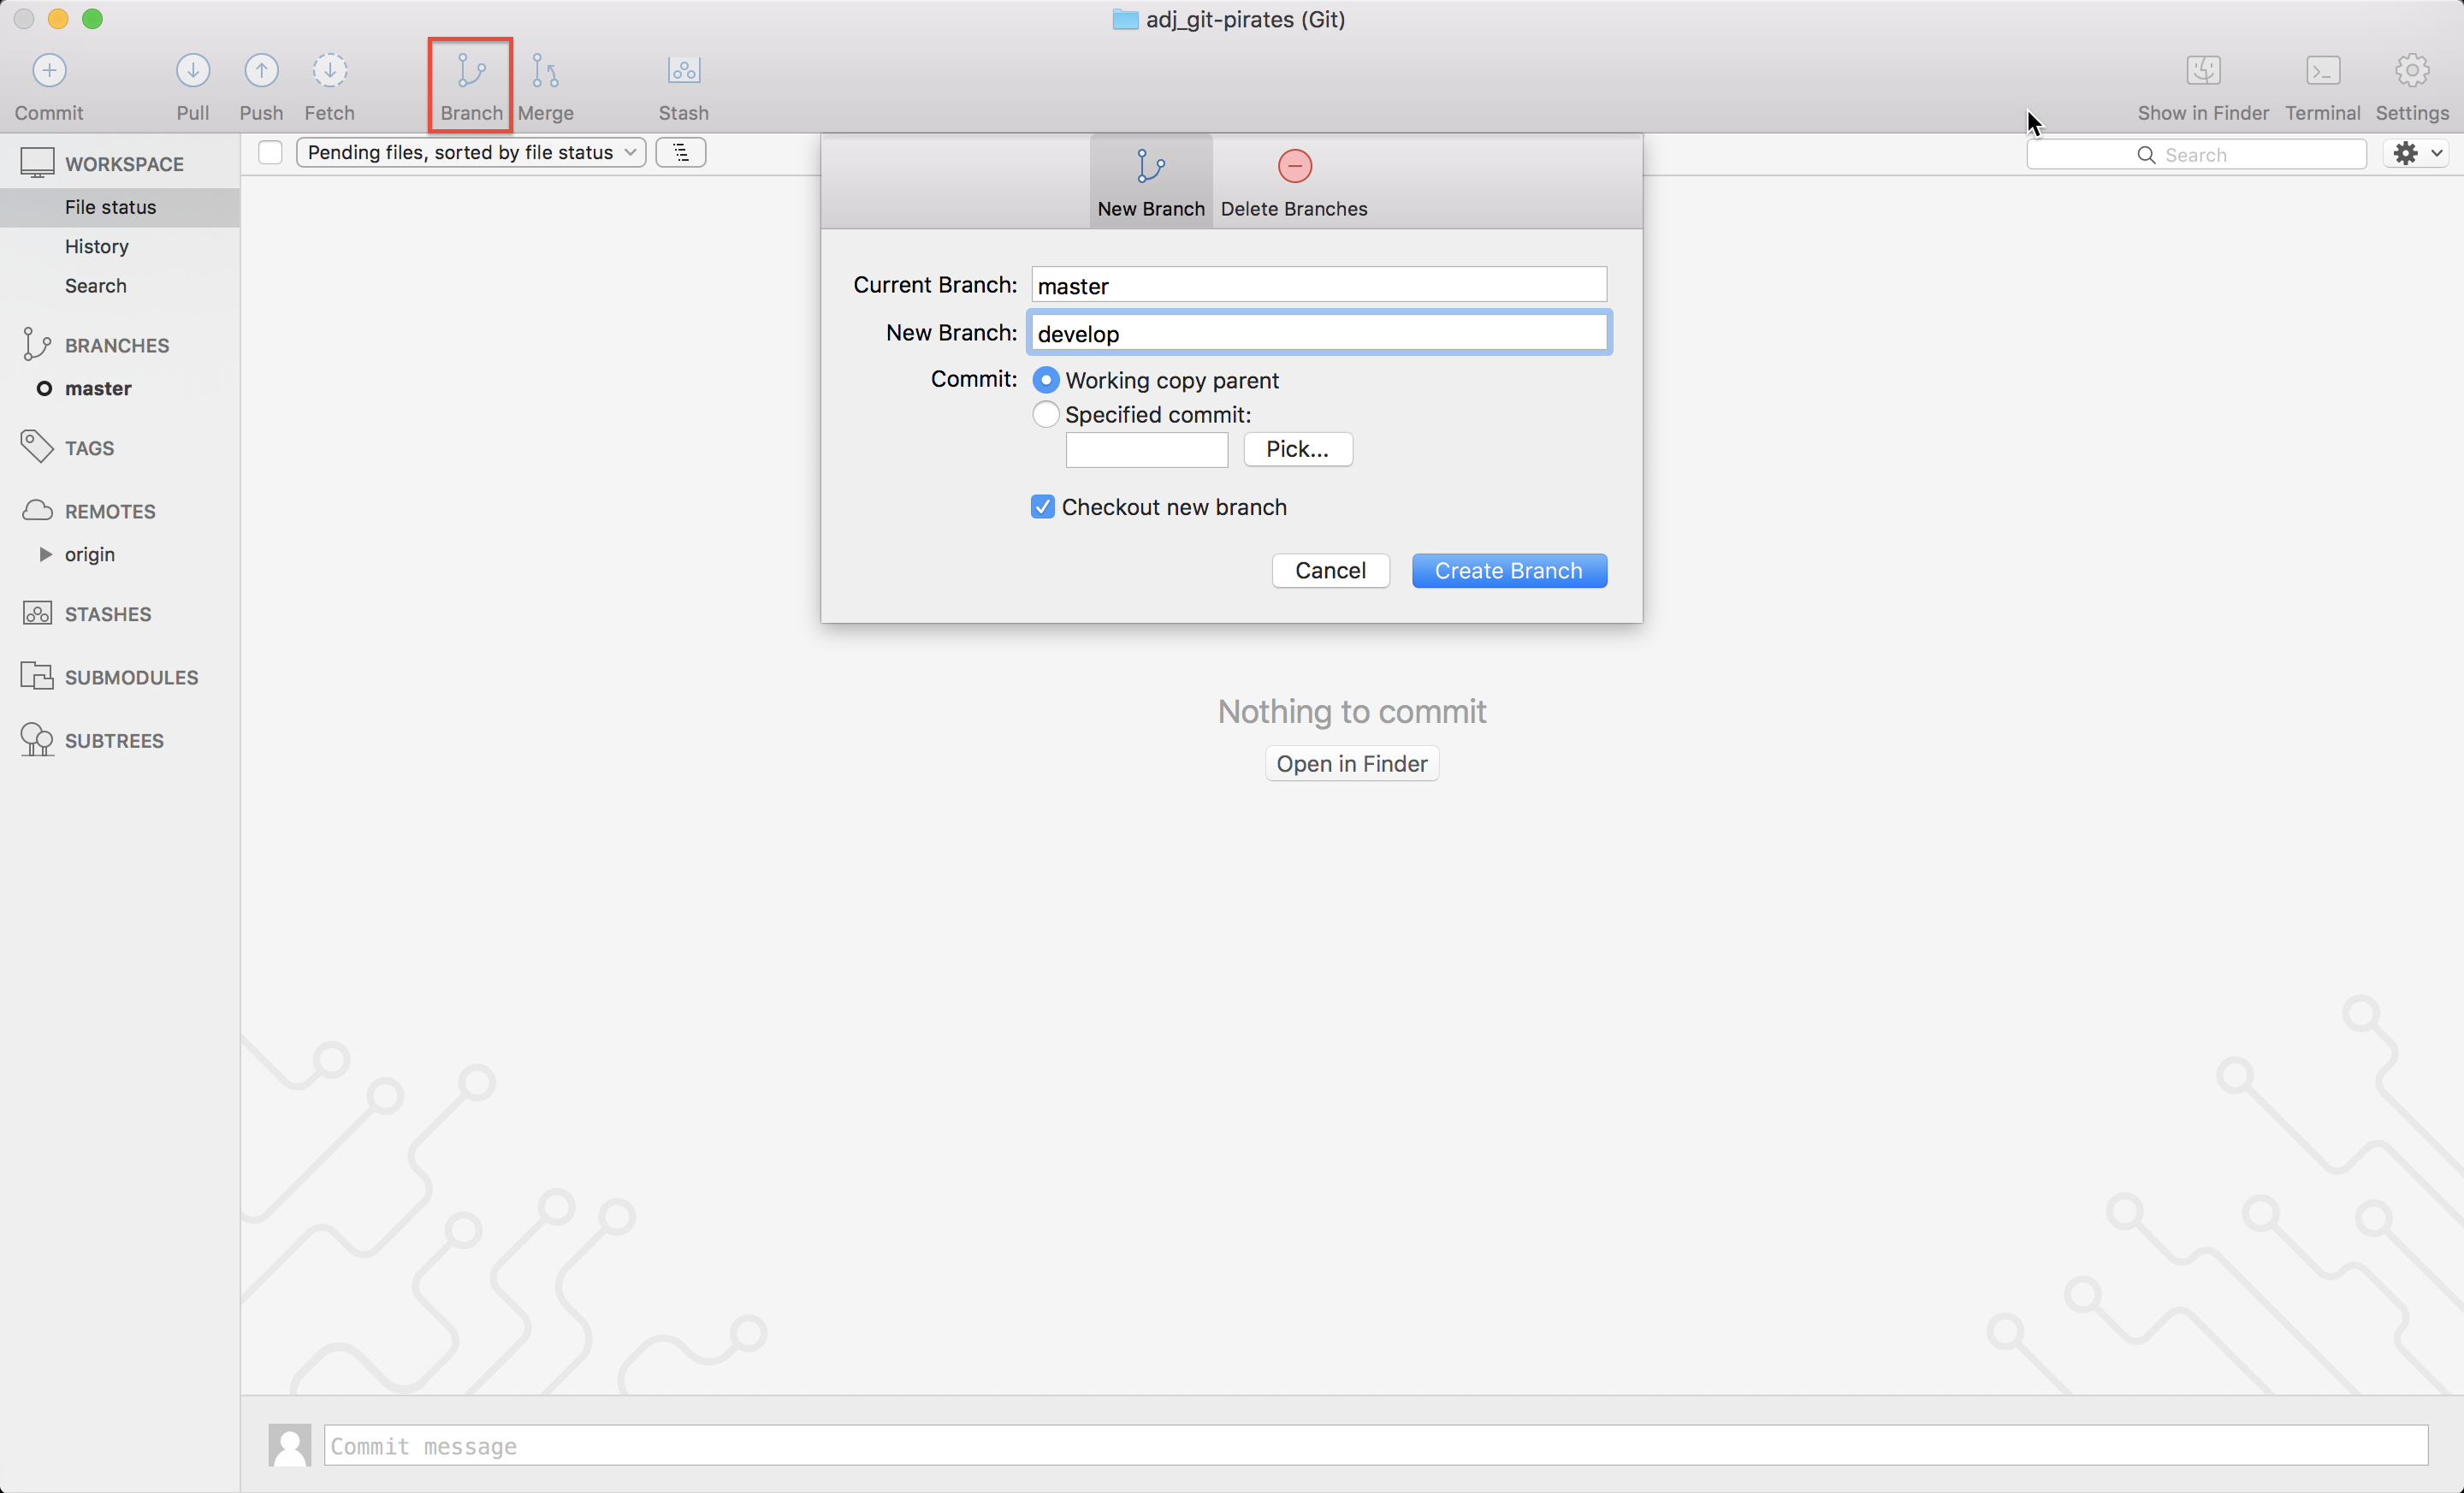 adj_git-pirates (Git)
Commit Pull Push Fetch Branch Merge Stash Show in Finder Terminal Settings
WORKSPACE
Pending files, sorted by file status
Search
File status
History
Search
BRANCHES
master
TAGS
REMOTES
origin
STASHES
SUBMODULES
SUBTREES
New Branch Delete Branches
Current Branch: master
New Branch: develop
Commit: Working copy parent
Specified commit:
Pick...
Checkout new branch
Cancel Create Branch
Nothing to commit
Open in Finder
Commit message